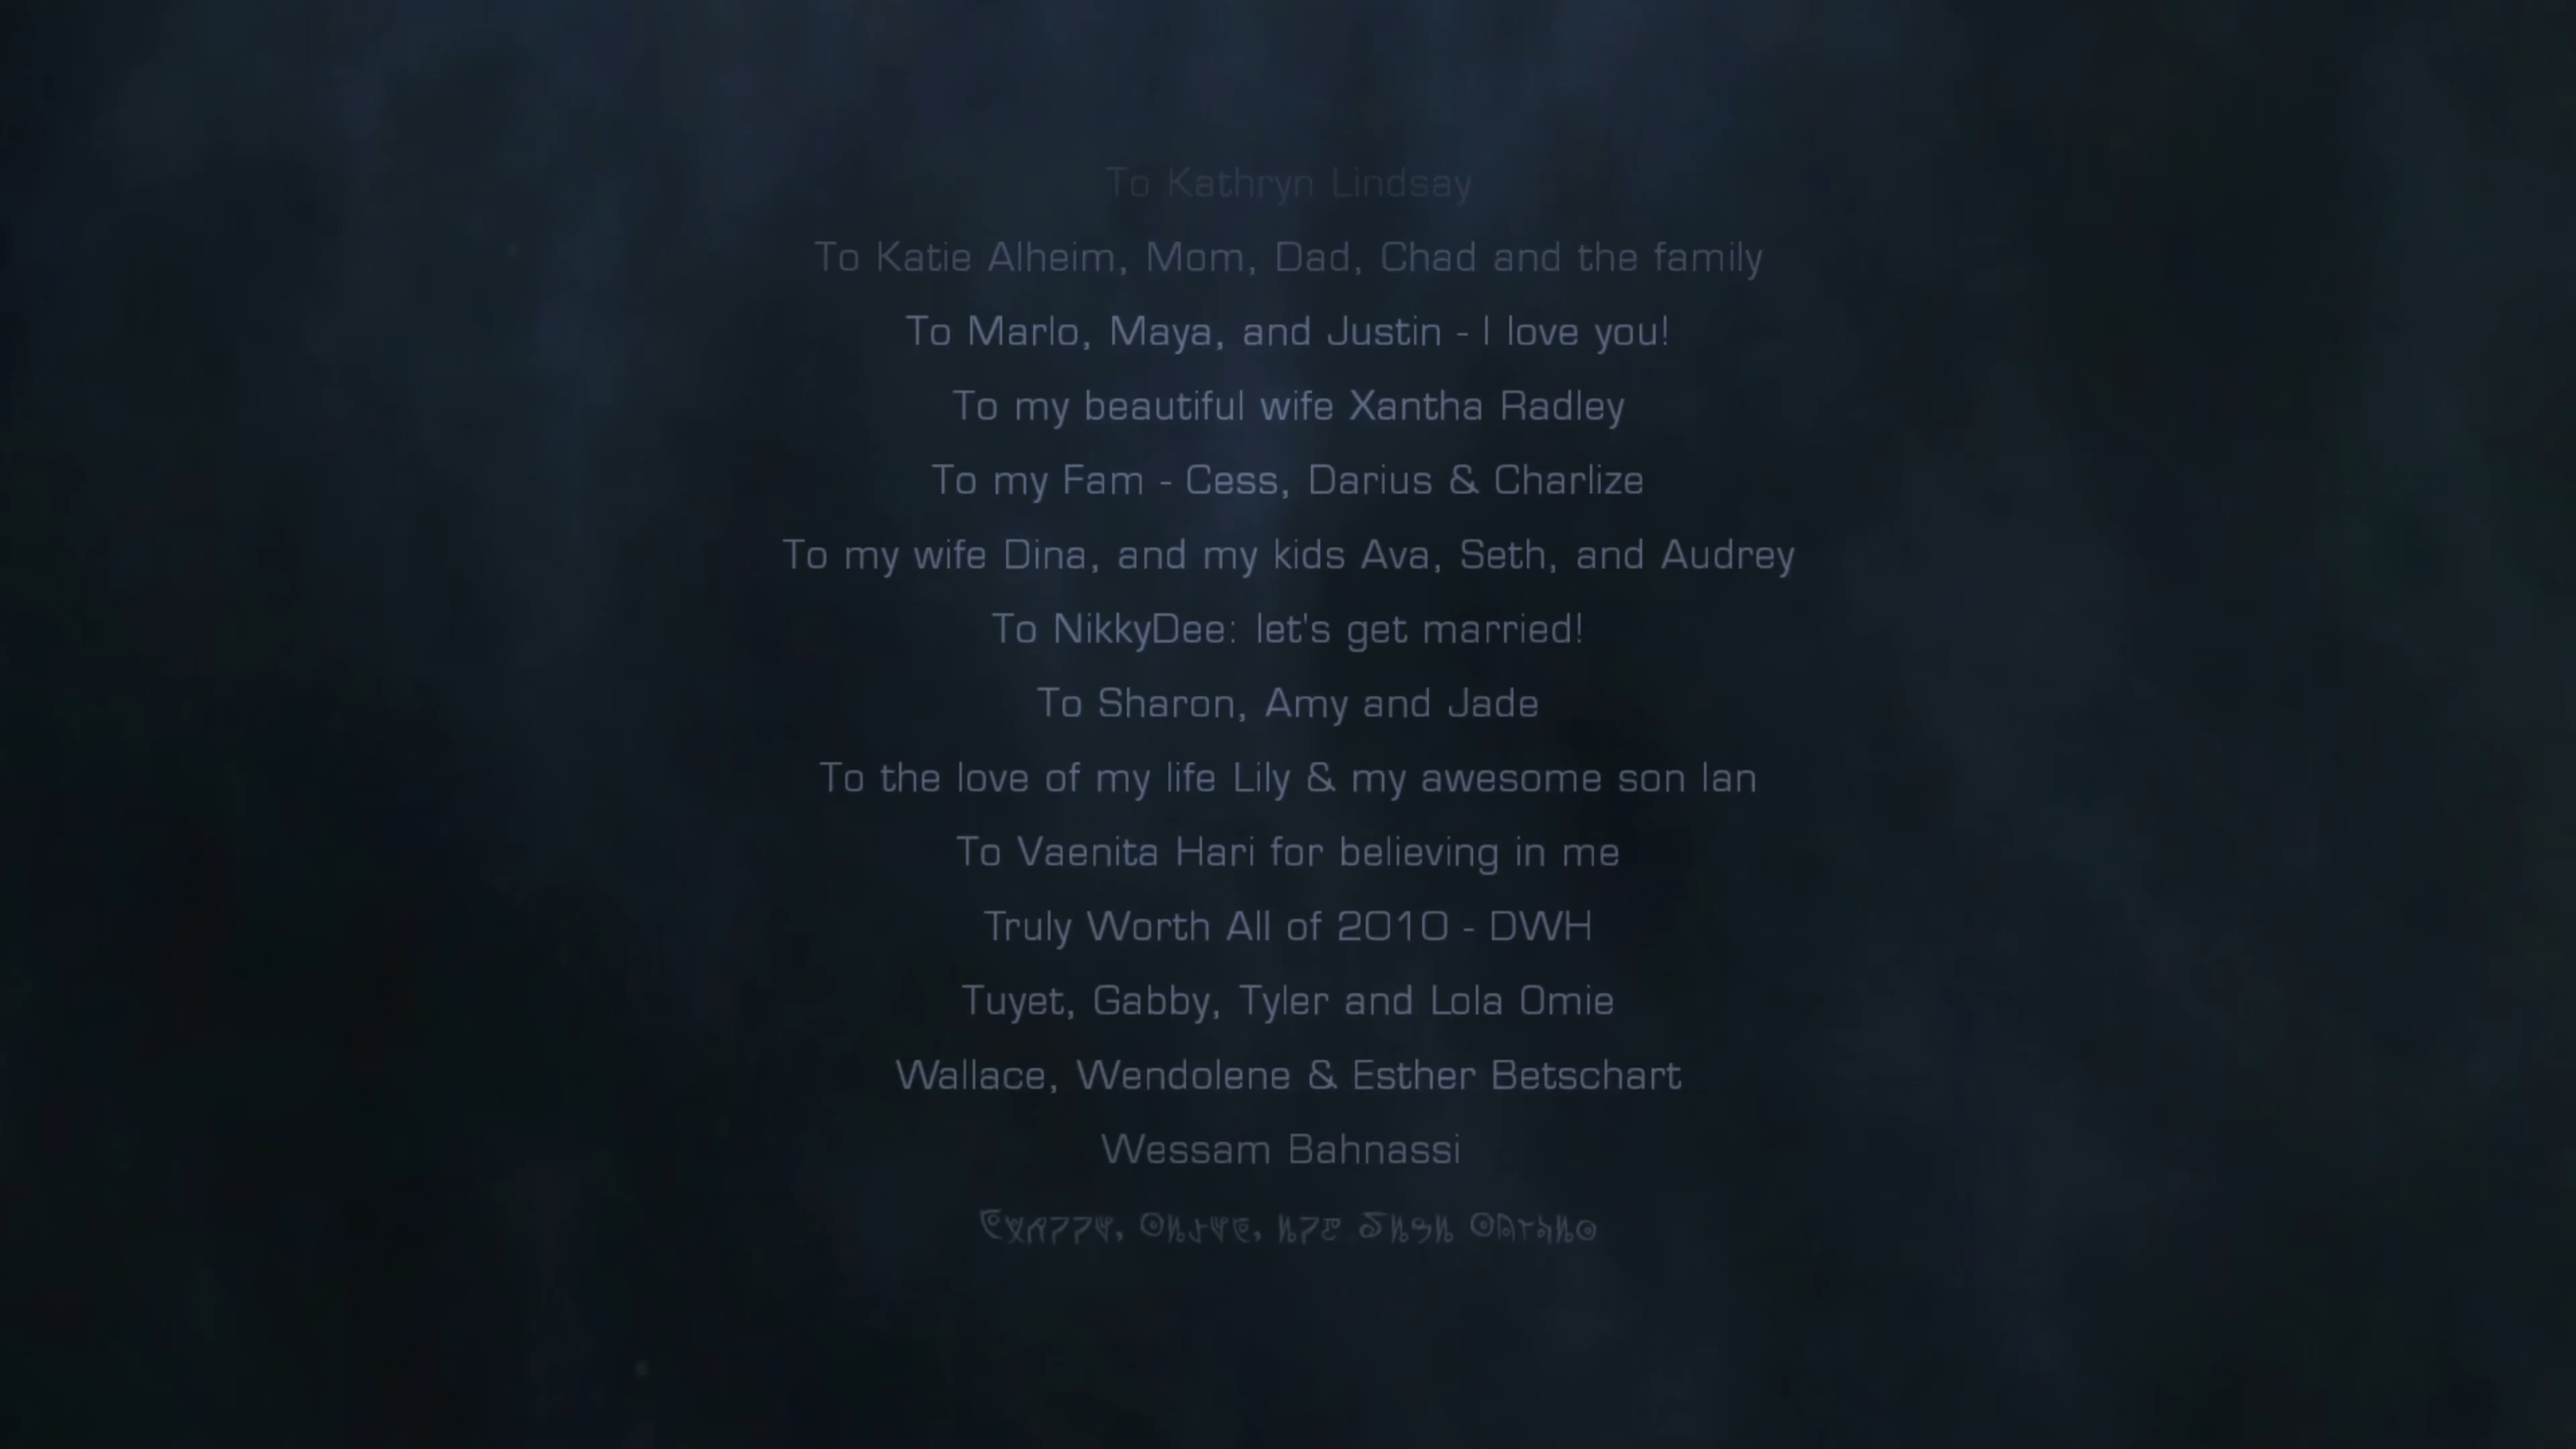 To Kathryn Lindsay
To Katie Alheim, Mom, Dad, Chad and the family
To Marlo, Maya, and Justin - I love you!
To my beautiful wife Xantha Radley
To my Fam - Cess, Darius & Charlize
To my wife Dina, and my kids Ava, Seth, and Audrey
To NikkyDee: let's get married!
To Sharon, Amy and Jade
To the love of my life Lily & my awesome son Ian
To Vaenita Hari for believing in me
Truly Worth All of 2010 - DWH
Tuyet, Gabby, Tyler and Lola Omie
Wallace, Wendolene & Esther Betschart
Wessam Bahnassi